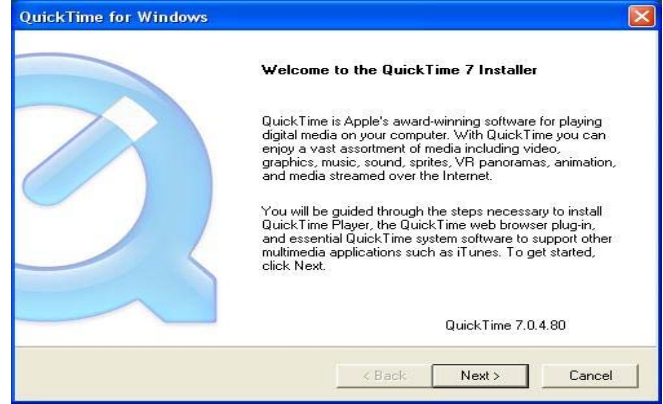 QuickTime for Windows
Welcome to the QuickTime 7 Installer
QuickTime is Apple's award-winning software for playing
digital media on your computer. With QuickTime you can
enjoy a vast assortment of media including video,
graphics, music, sound, sprites, VR panoramas, animation,
and media streamed over the Internet.
You will be guided through the steps necessary to install
QuickTime Player, the QuickTime web browser plug-in,
and essential QuickTime system software to support other
multimedia applications such as iTunes. To get started,
click Next.
QuickTime 7.0.4.80
< Back Next > Cancel